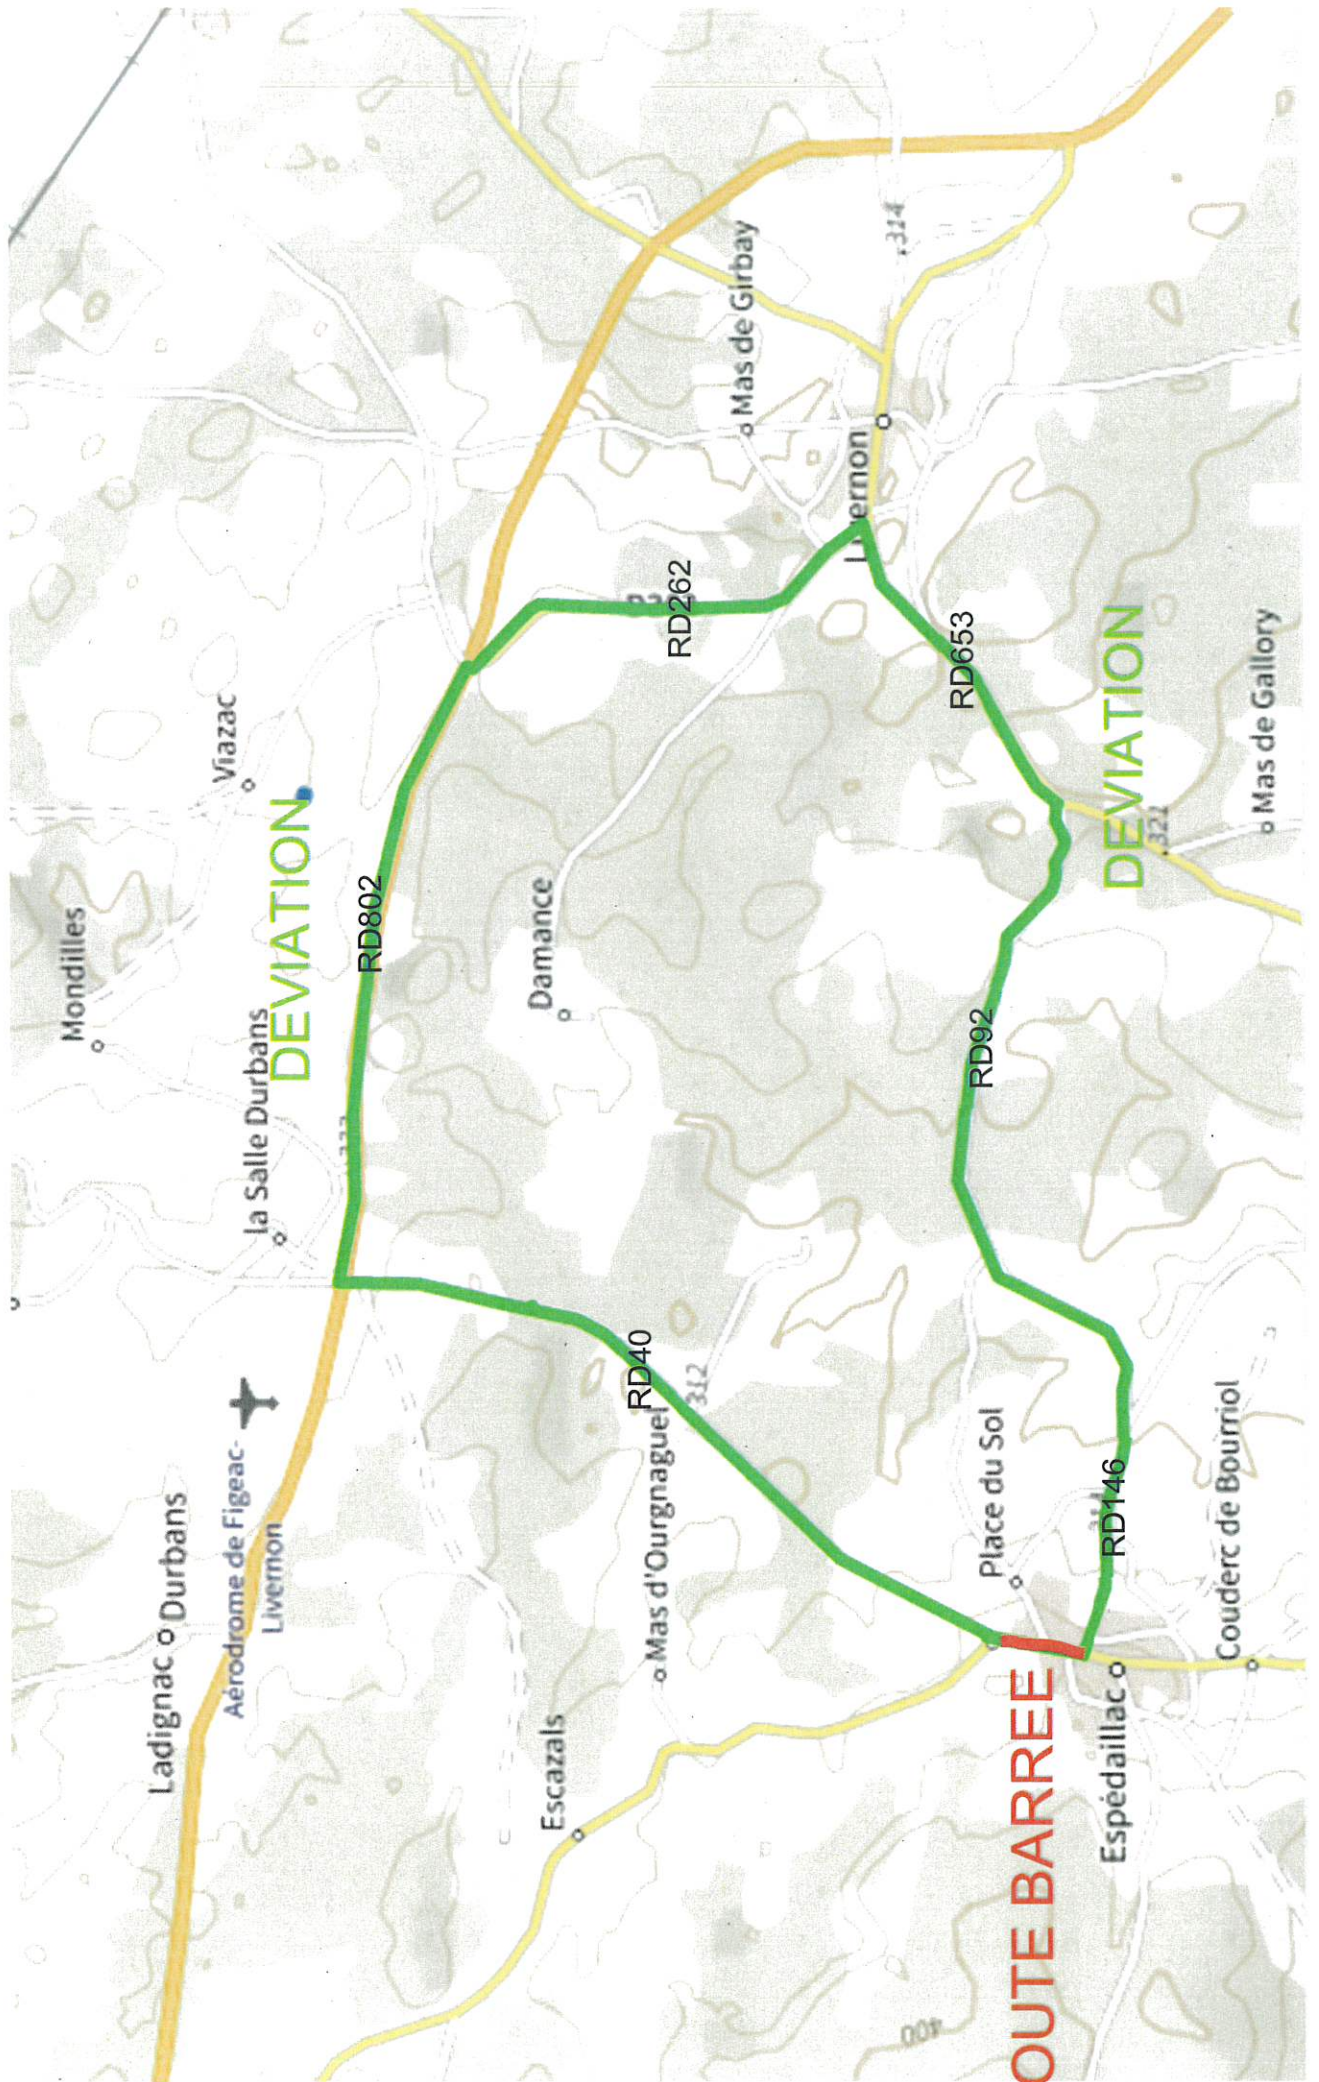 Mondilles
Viazac
la Salle Durbans
DEVIATION
RD802
Ladignac
Durbans
Aérodrome de Figeac-
Livernon
Mas de Girbay
314
RD262
Damance
RD40
312
Mas d'Ourgnaguel
Escazals
RD653
DEVIATION
321
Mas de Gallory
RD92
Place du Sol
RD146
Couderc de Bourriol
Espédaillac
OUTE BARREE
400